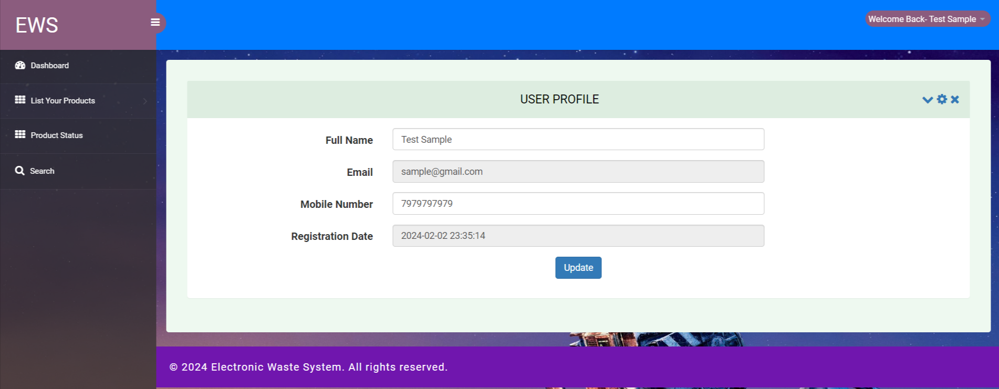 EWS
Welcome Back- Test Sample
Dashboard
List Your Products
Product Status
Search
USER PROFILE
Full Name Test Sample
Email sample@gmail.com
Mobile Number 7979797979
Registration Date 2024-02-02 23:35:14
Update
© 2024 Electronic Waste System. All rights reserved.